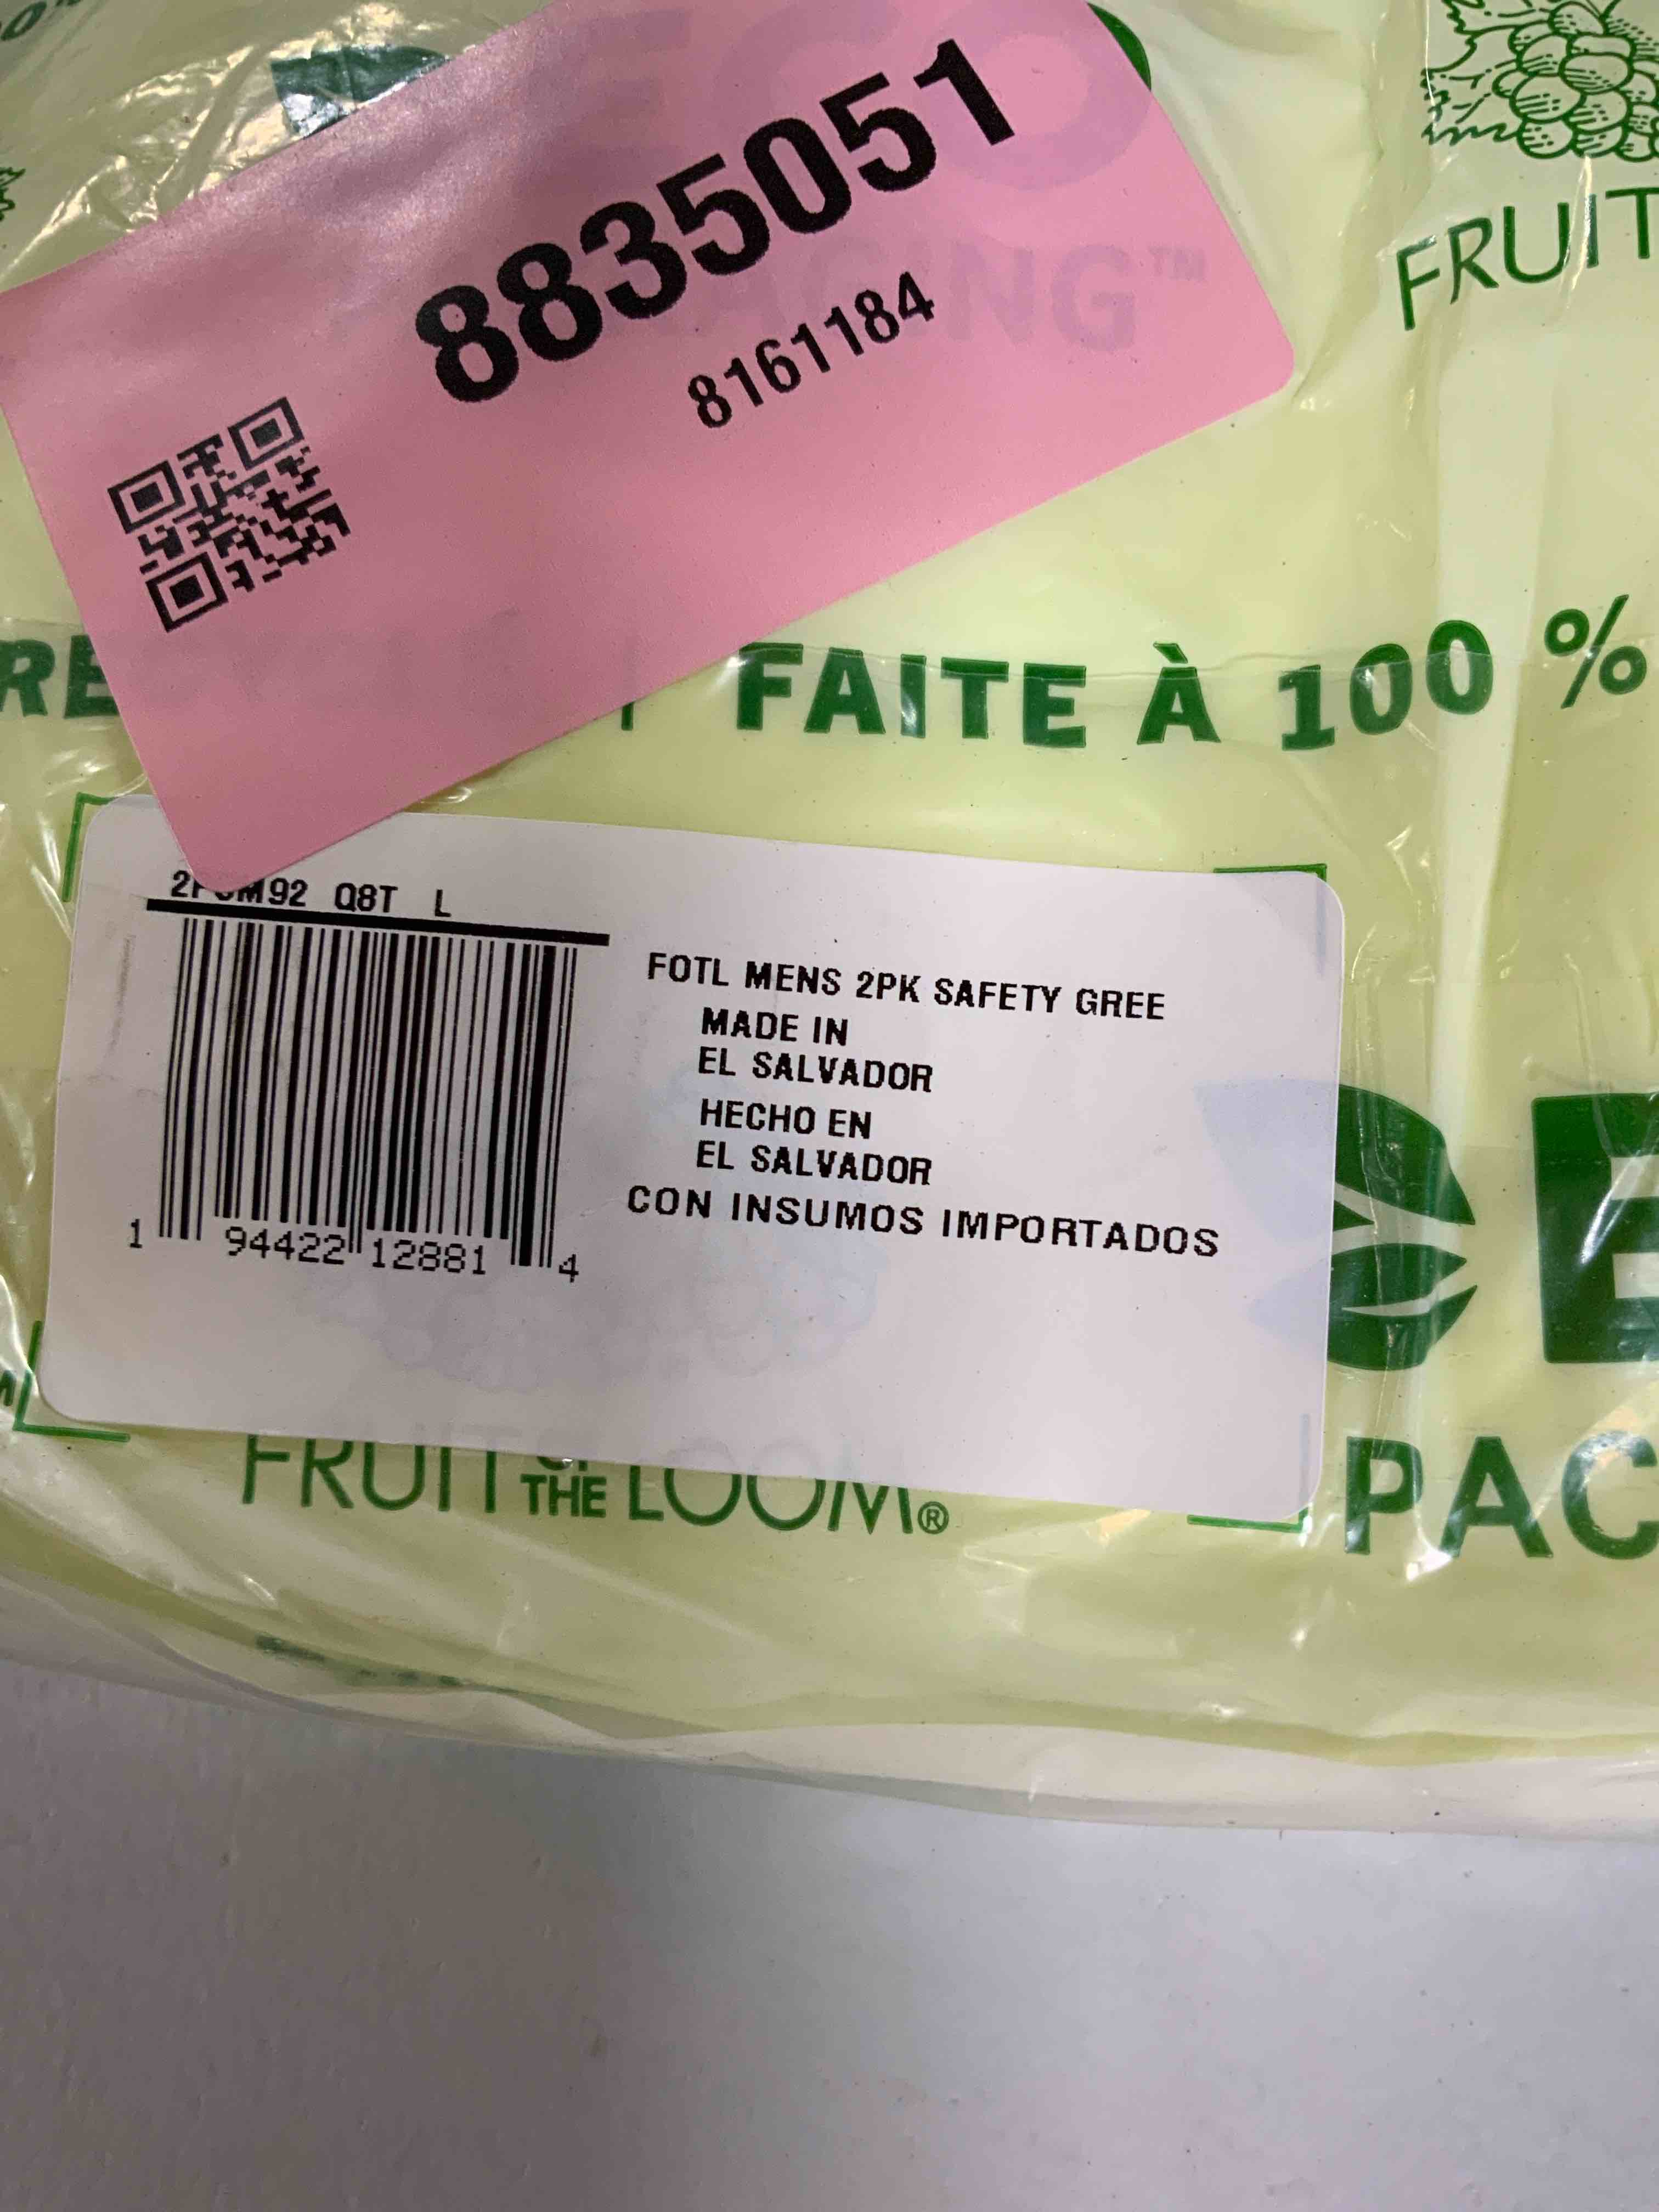 8835051
8161184
FRUIT
RE
FAITE À 100 %
Q8T L
1 94422 12881 4
FOTL MENS 2PK SAFETY GREE
MADE IN
EL SALVADOR
HECHO EN
EL SALVADOR
CON INSUMOS IMPORTADOS
FRUIT OF THE LOOM®
PAC